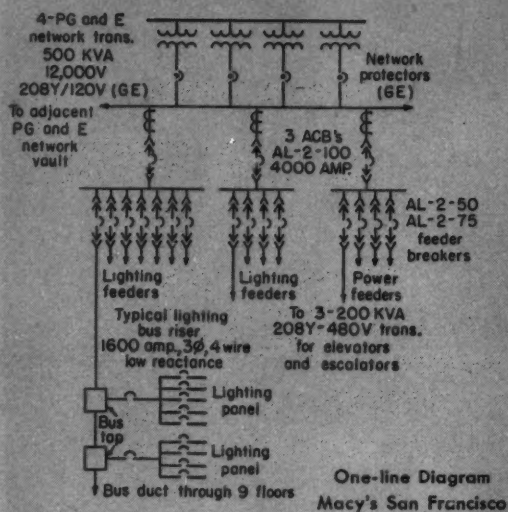 4-PG and E
network trans.
500 KVA
12,000V
208Y/120V (GE)
Network
protectors
(GE)
To adjacent
PG and E
network
vault
3 ACB's
AL-2-100
4000 AMP.
AL-2-50
AL-2-75
feeder
breakers
Lighting
feeders
Lighting
feeders
Power
feeders
Typical lighting
bus riser
1600 amp., 3Ø, 4 wire
low reactance
To 3-200 KVA
208Y-480V trans.
for elevators
and escalators
Lighting
panel
Bus
tap
Lighting
panel
Bus duct through 9 floors
One-line Diagram
Macy's San Francisco